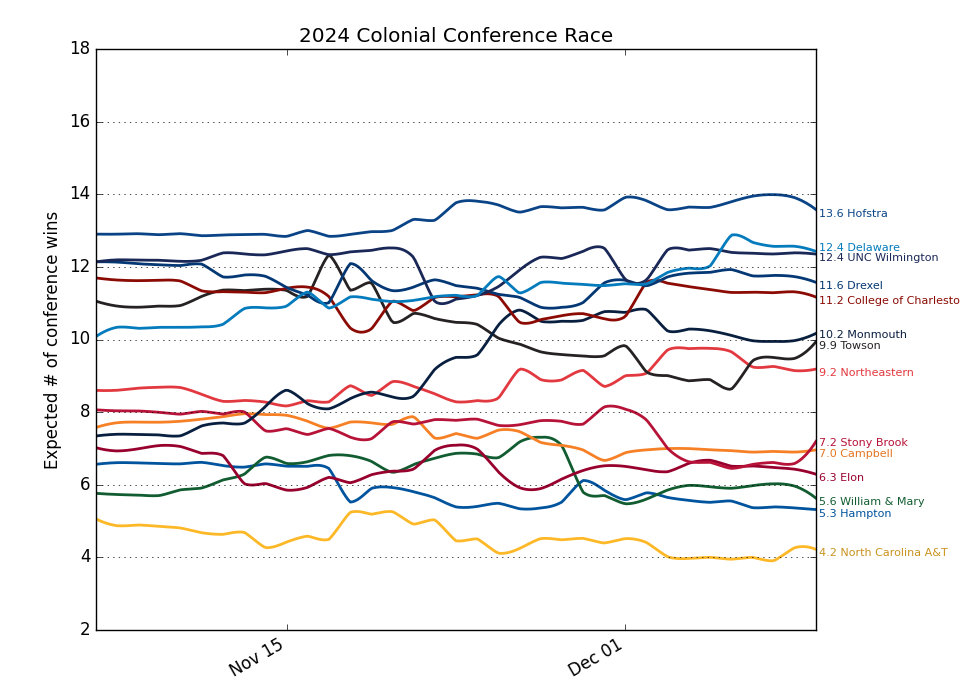 2024 Colonial Conference Race
Expected # of conference wins
18
16
14
12
10
8
6
4
2
Nov 15
Dec 01
13.6 Hofstra
12.4 Delaware
12.4 UNC Wilmington
11.6 Drexel
11.2 College of Charlesto
10.2 Monmouth
9.9 Towson
9.2 Northeastern
7.2 Stony Brook
7.0 Campbell
6.3 Elon
5.6 William & Mary
5.3 Hampton
4.2 North Carolina A&T